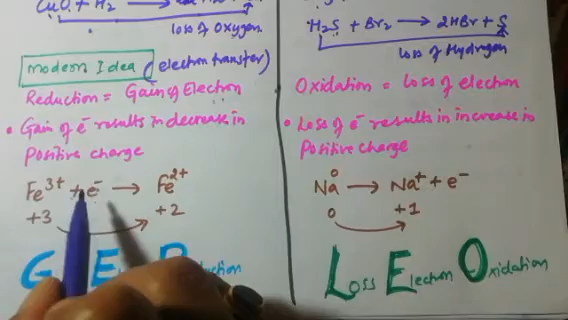 CuO + H₂ →
loss of Oxygen.
Modern Idea (electron transfer)
Reduction = Gain of Electron
• Gain of e⁻ results in decrease in
Positive charge
Fe³⁺ + e⁻ → Fe²⁺
+3 +2
G E
H₂S + Br₂ → 2HBr + S
loss of Hydrogen
Oxidation = Loss of electron
• Loss of e⁻ results in increase in
Positive charge
Na⁰ → Na⁺ + e⁻
0 +1
Loss Electron Oxidation